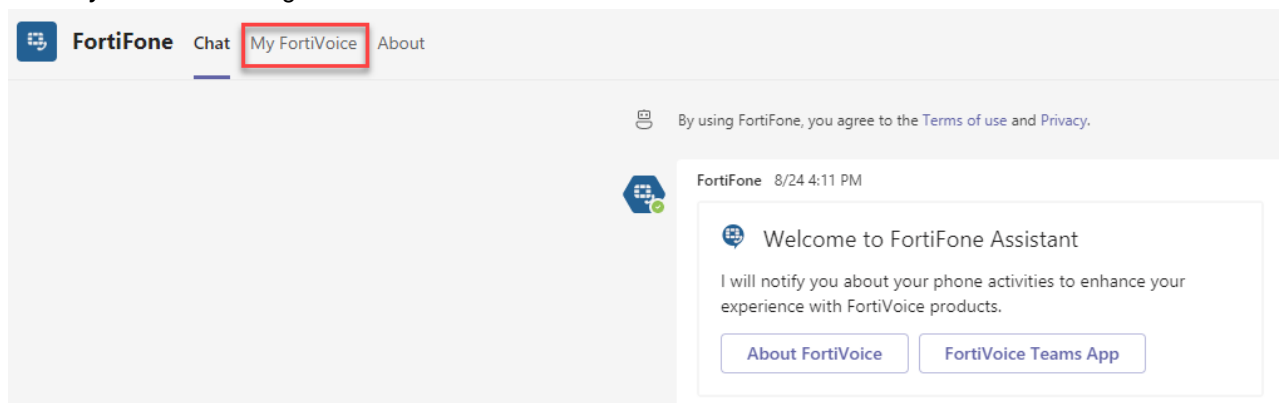 FortiFone Chat My FortiVoice About
By using FortiFone, you agree to the Terms of use and Privacy.
FortiFone 8/24 4:11 PM
Welcome to FortiFone Assistant
I will notify you about your phone activities to enhance your
experience with FortiVoice products.
About FortiVoice FortiVoice Teams App